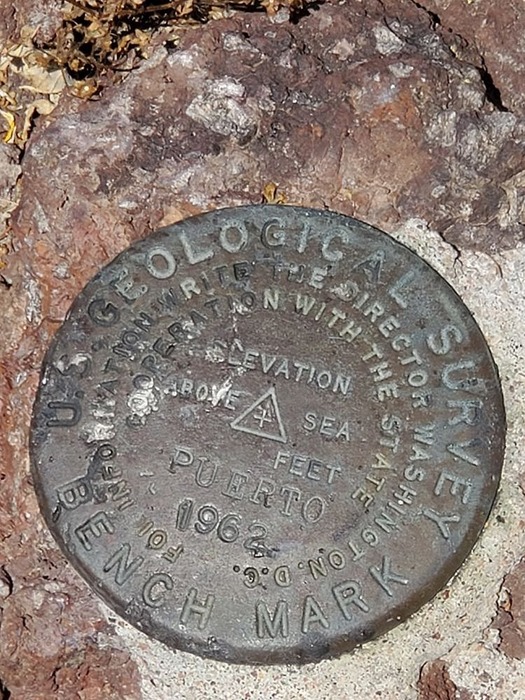 U.S. GEOLOGICAL SURVEY
FOR INFORMATION WRITE THE DIRECTOR WASHINGTON, D.C.
COOPERATION WITH THE STATE
ELEVATION
ABOVE SEA
FEET
PUERTO
1962
BENCH MARK